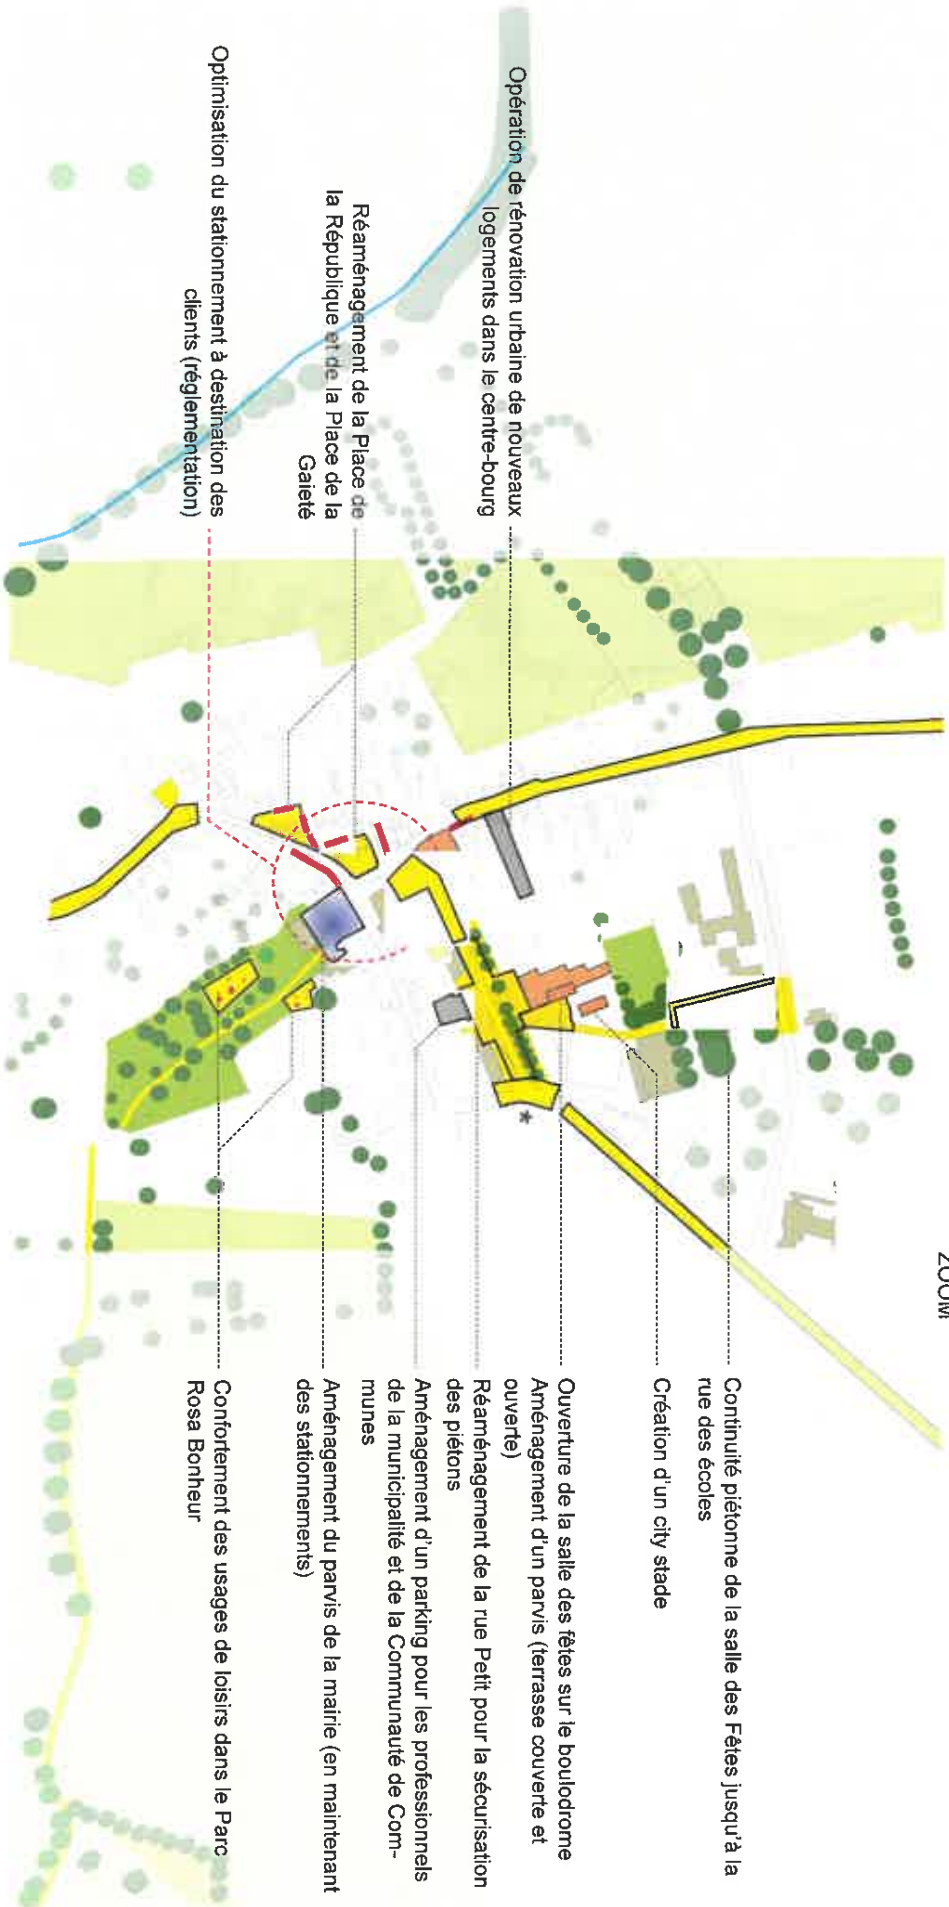 ZOOM
Opération de rénovation urbaine de nouveaux
logements dans le centre-bourg
Réaménagement de la Place de
la République et de la Place de la
Gaieté
Optimisation du stationnement à destination des
clients (réglementation)
Continuité piétonne de la salle des Fêtes jusqu'à la
rue des écoles
Création d'un city stade
Ouverture de la salle des fêtes sur le boulodrome
Aménagement d'un parvis (terrasse couverte et
ouverte)
Réaménagement de la rue Petit pour la sécurisation
des piétons
Aménagement d'un parking pour les professionnels
de la municipalité et de la Communauté de Com-
munes
Aménagement du parvis de la mairie (en maintenant
des stationnements)
Confortement des usages de loisirs dans le Parc
Rosa Bonheur
*